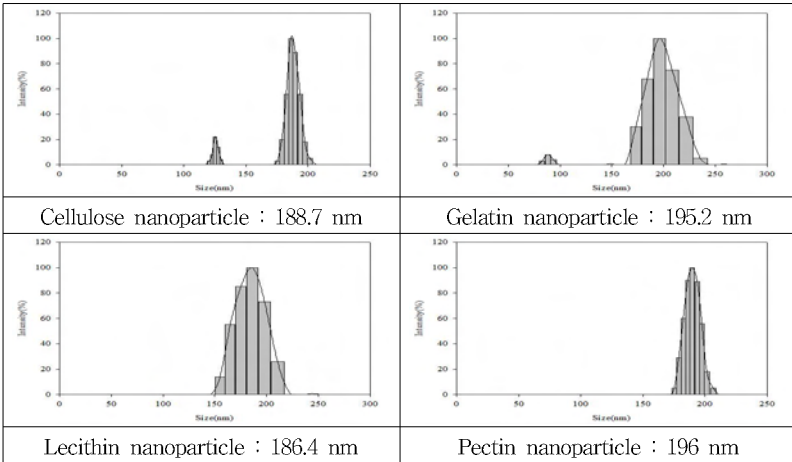 120
100
80
60
40
20
0
Intensity(%)
0 50 100 150 200 250
Size(nm)
120
100
80
60
40
20
0
Intensity(%)
0 50 100 150 200 250 300
Size(nm)
Cellulose nanoparticle : 188.7 nm
Gelatin nanoparticle : 195.2 nm
120
100
80
60
40
20
0
Intensity(%)
0 50 100 150 200 250 300
Size(nm)
120
100
80
60
40
20
0
Intensity(%)
0 50 100 150 200 250
Size(nm)
Lecithin nanoparticle : 186.4 nm
Pectin nanoparticle : 196 nm